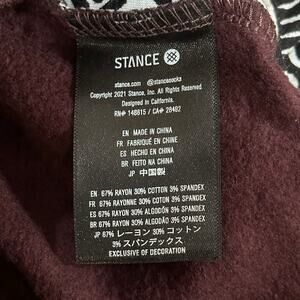 STANCE
stance.com @stancesocks
Copyright 2021 Stance, Inc. All Rights Reserved.
Designed in California.
RN# 148815 / CA# 28482
EN MADE IN CHINA
FR FABRIQUÉ EN CHINE
ES HECHO EN CHINA
BR FEITO NA CHINA
JP 中国製
EN 67% RAYON 30% COTTON 3% SPANDEX
FR 67% RAYONNE 30% COTON 3% SPANDEX
ES 67% RAYÓN 30% ALGODÓN 3% SPANDEX
BR 67% RAYON 30% ALGODÃO 3% SPANDEX
JP 67% レーヨン 30% コットン
3% スパンデックス
EXCLUSIVE OF DECORATION